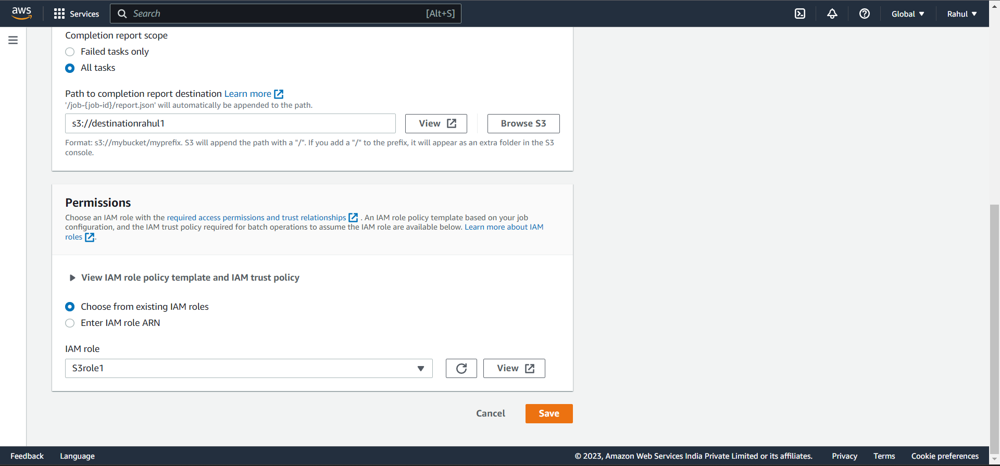 aws
Services
Search
[Alt+S]
Global
Rahul
Completion report scope
Failed tasks only
All tasks
Path to completion report destination Learn more
'/job-{job-id}/report.json' will automatically be appended to the path.
s3://destinationrahul1
View
Browse S3
Format: s3://mybucket/myprefix. S3 will append the path with a "/". If you add a "/" to the prefix, it will appear as an extra folder in the S3
console.
Permissions
Choose an IAM role with the required access permissions and trust relationships . An IAM role policy template based on your job
configuration, and the IAM trust policy required for batch operations to assume the IAM role are available below. Learn more about IAM
roles .
View IAM role policy template and IAM trust policy
Choose from existing IAM roles
Enter IAM role ARN
IAM role
S3role1
View
Cancel
Save
Feedback
Language
© 2023, Amazon Web Services India Private Limited or its affiliates.
Privacy
Terms
Cookie preferences